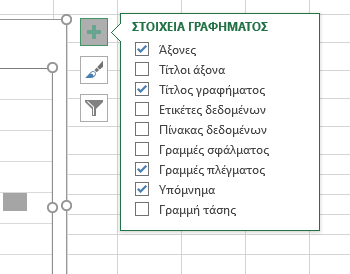 ΣΤΟΙΧΕΙΑ ΓΡΑΦΗΜΑΤΟΣ
Άξονες
Τίτλοι άξονα
Τίτλος γραφήματος
Ετικέτες δεδομένων
Πίνακας δεδομένων
Γραμμές σφάλματος
Γραμμές πλέγματος
Υπόμνημα
Γραμμή τάσης